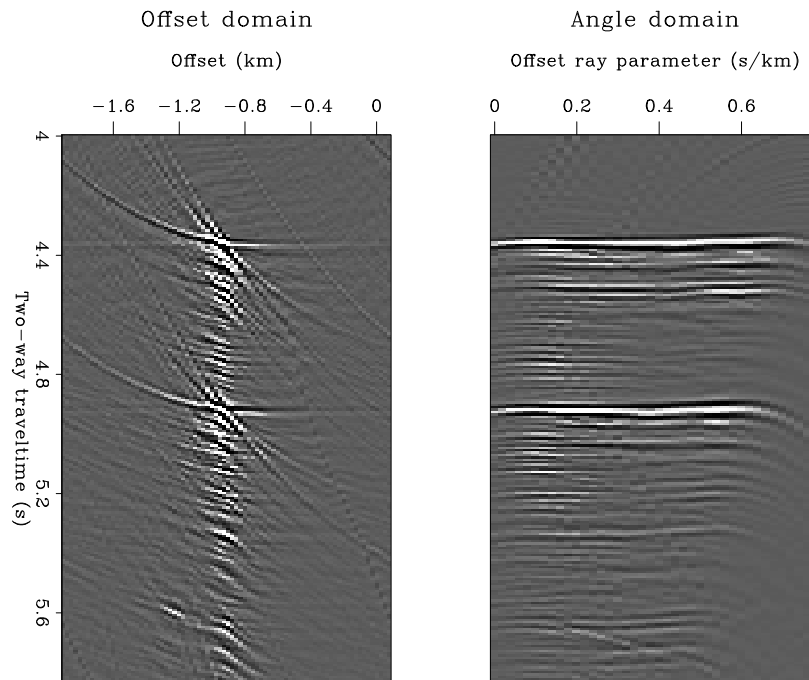 Offset domain
Offset (km)
−1.6 −1.2 −0.8 −0.4 0
4
4.4
4.8
5.2
5.6
Two−way traveltime (s)
Angle domain
Offset ray parameter (s/km)
0 0.2 0.4 0.6